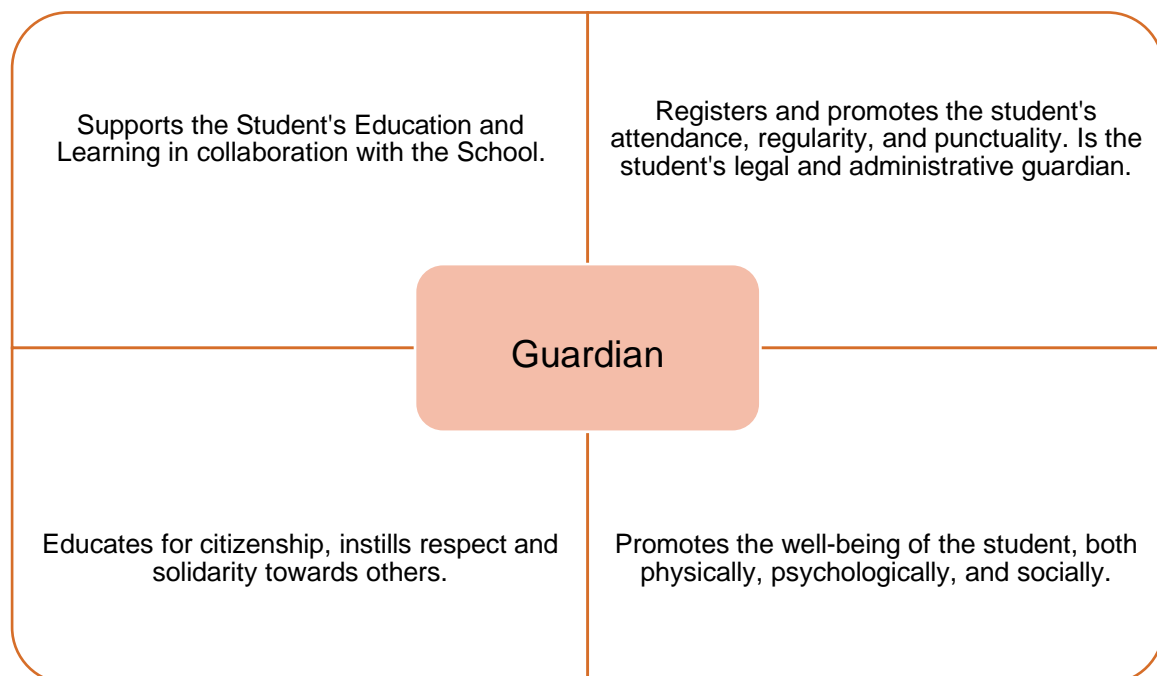 Supports the Student's Education and
Learning in collaboration with the School.
Registers and promotes the student's
attendance, regularity, and punctuality. Is the
student's legal and administrative guardian.
Guardian
Educates for citizenship, instills respect and
solidarity towards others.
Promotes the well-being of the student, both
physically, psychologically, and socially.